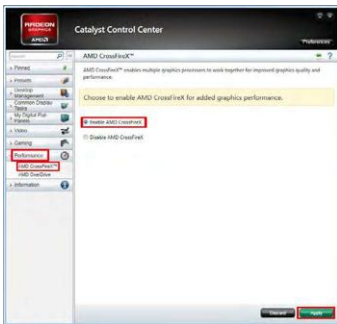 RADEON
GRAPHICS
AMD
Catalyst Control Center
Preferences
Search
Pinned
Presets
Desktop
Management
Common Display
Tasks
My Digital Flat-
Panels
Video
Gaming
Performance
AMD CrossFireX™
AMD OverDrive
Information
AMD CrossFireX™
?
AMD CrossFireX™ enables multiple graphics processors to work together for improved graphics quality and
performance.
Choose to enable AMD CrossFireX for added graphics performance.
Enable AMD CrossFireX
Disable AMD CrossFireX
Discard
Apply